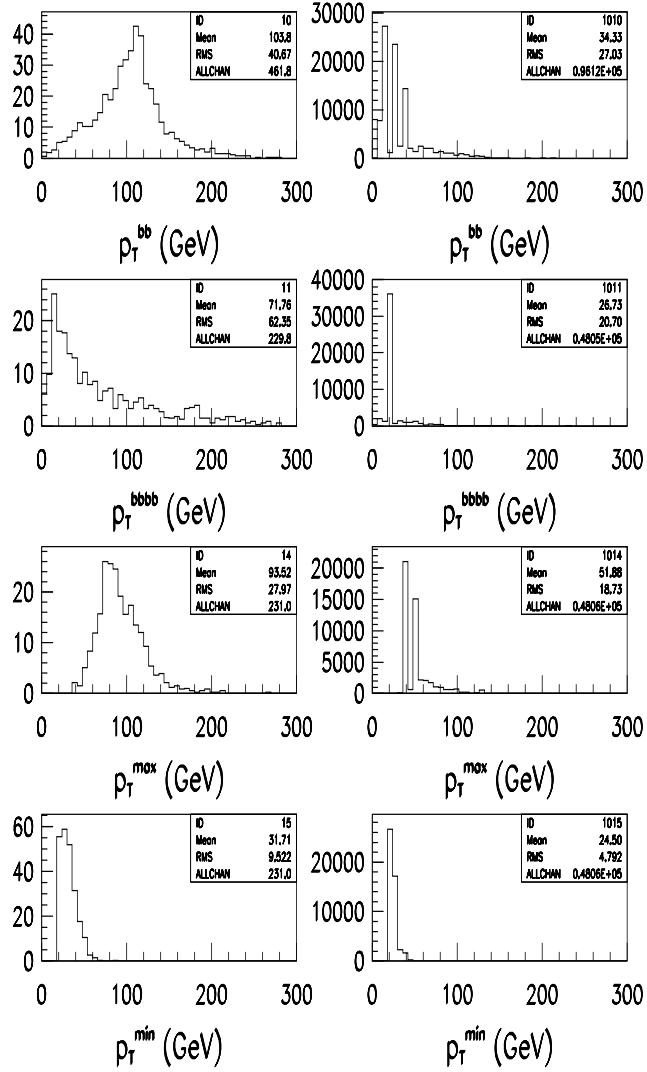 ID 10
Mean 103.8
RMS 40.67
ALLCHAN 461.8
40
30
20
10
0
0 100 200 300
p_T^bb (GeV)
ID 1010
Mean 34.33
RMS 27.03
ALLCHAN 0.9612E+05
30000
20000
10000
0
0 100 200 300
p_T^bb (GeV)
ID 11
Mean 71.76
RMS 62.35
ALLCHAN 229.8
20
10
0
0 100 200 300
p_T^bbbb (GeV)
ID 1011
Mean 26.73
RMS 20.70
ALLCHAN 0.4805E+05
40000
30000
20000
10000
0
0 100 200 300
p_T^bbbb (GeV)
ID 14
Mean 93.52
RMS 27.97
ALLCHAN 231.0
20
10
0
0 100 200 300
p_T^max (GeV)
ID 1014
Mean 51.88
RMS 18.73
ALLCHAN 0.4806E+05
20000
15000
10000
5000
0
0 100 200 300
p_T^max (GeV)
ID 15
Mean 31.71
RMS 9.522
ALLCHAN 231.0
60
40
20
0
0 100 200 300
p_T^min (GeV)
ID 1015
Mean 24.50
RMS 4.792
ALLCHAN 0.4806E+05
20000
10000
0
0 100 200 300
p_T^min (GeV)